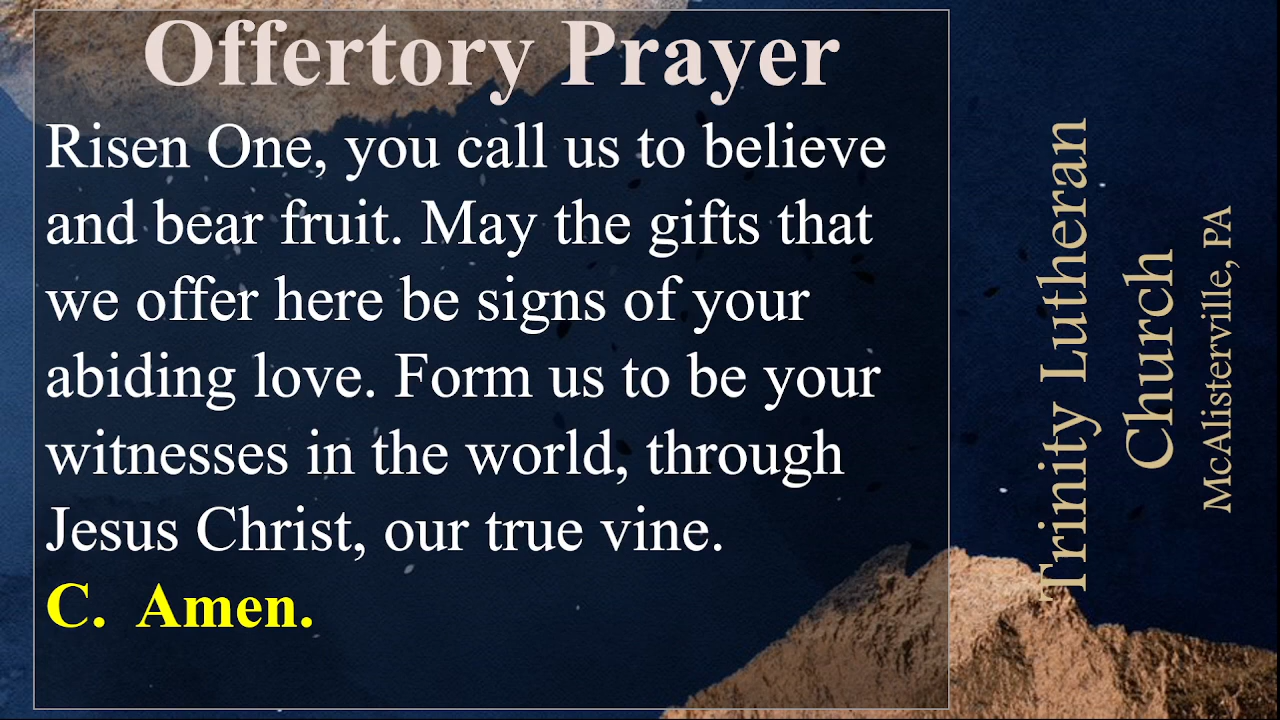 Offertory Prayer
Risen One, you call us to believe
and bear fruit. May the gifts that
we offer here be signs of your
abiding love. Form us to be your
witnesses in the world, through
Jesus Christ, our true vine.
C. Amen.
Trinity Lutheran
Church
McAlisterville, PA